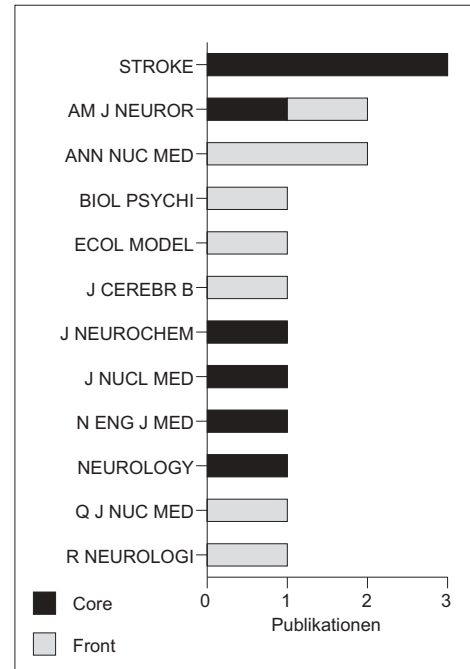 STROKE
AM J NEUROR
ANN NUC MED
BIOL PSYCHI
ECOL MODEL
J CEREBR B
J NEUROCHEM
J NUCL MED
N ENG J MED
NEUROLOGY
Q J NUC MED
R NEUROLOGI
0 1 2 3
Publikationen
Core
Front